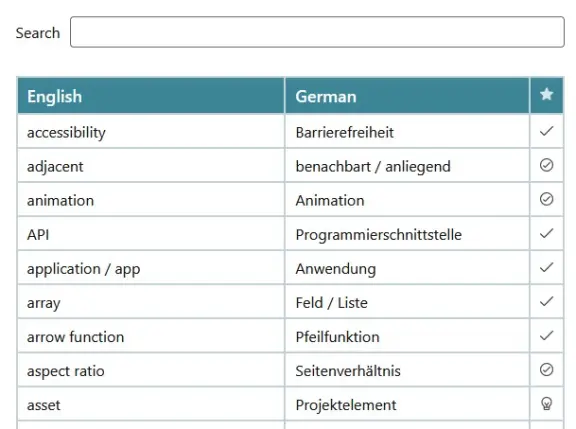 Search
English German
accessibility Barrierefreiheit
adjacent benachbart / anliegend
animation Animation
API Programmierschnittstelle
application / app Anwendung
array Feld / Liste
arrow function Pfeilfunktion
aspect ratio Seitenverhältnis
asset Projektelement